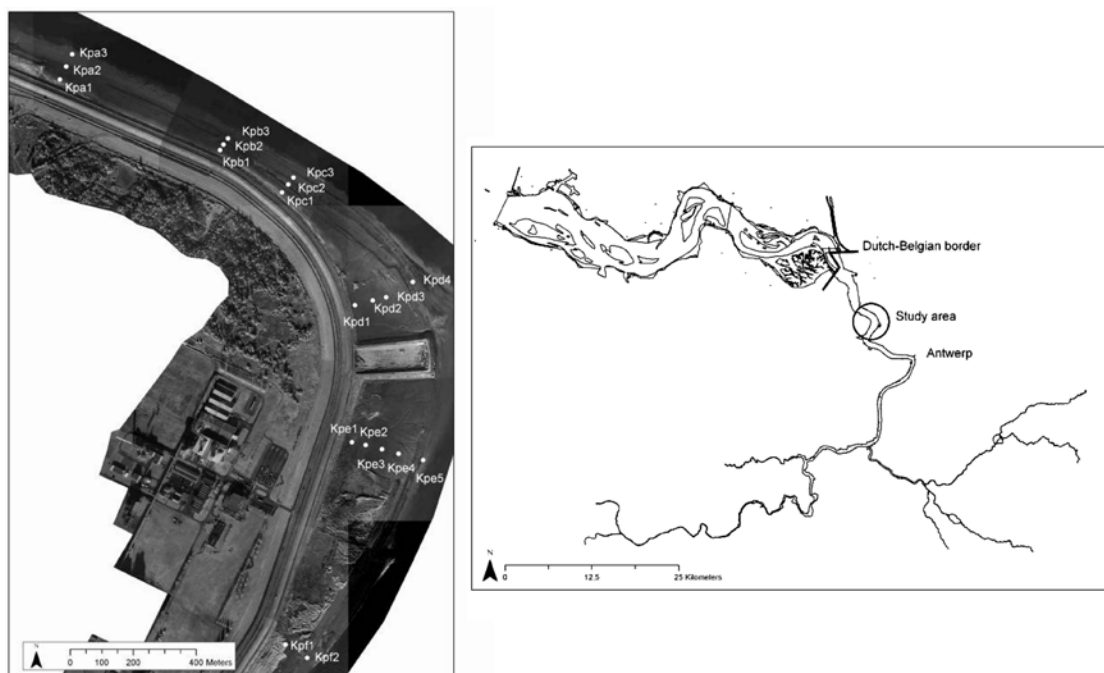 Kpa3
Kpa2
Kpa1
Kpb3
Kpb2
Kpb1
Kpc3
Kpc2
Kpc1
Kpd4
Kpd3
Kpd2
Kpd1
Kpe1
Kpe2
Kpe3
Kpe4
Kpe5
Kpf1
Kpf2
N
0 100 200 400 Meters
Dutch-Belgian border
Study area
Antwerp
N
0 12.5 25 Kilometers